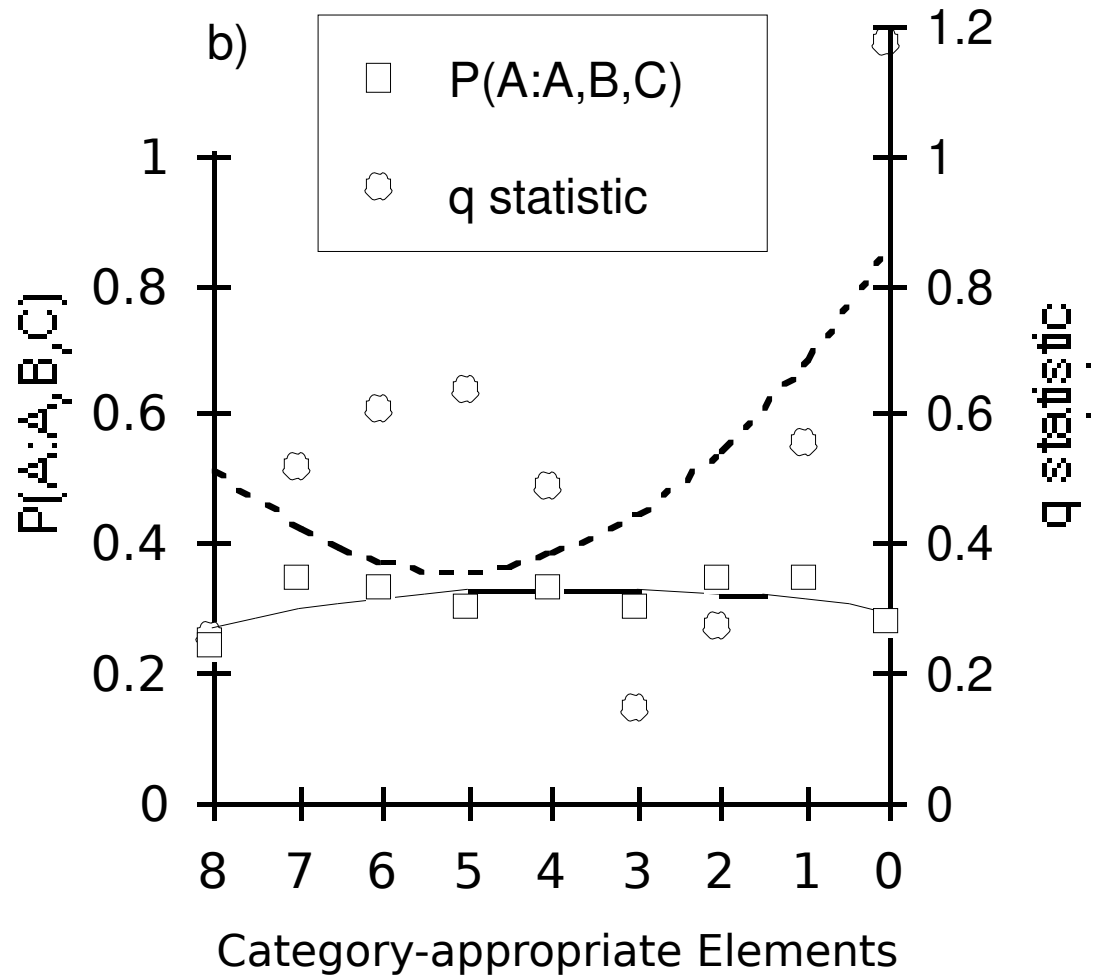 b)
P(A:A,B,C)
q statistic
1
0.8
0.6
0.4
0.2
0
1.2
1
0.8
0.6
0.4
0.2
0
P(A:A,B,C)
q statistic
8 7 6 5 4 3 2 1 0
Category-appropriate Elements